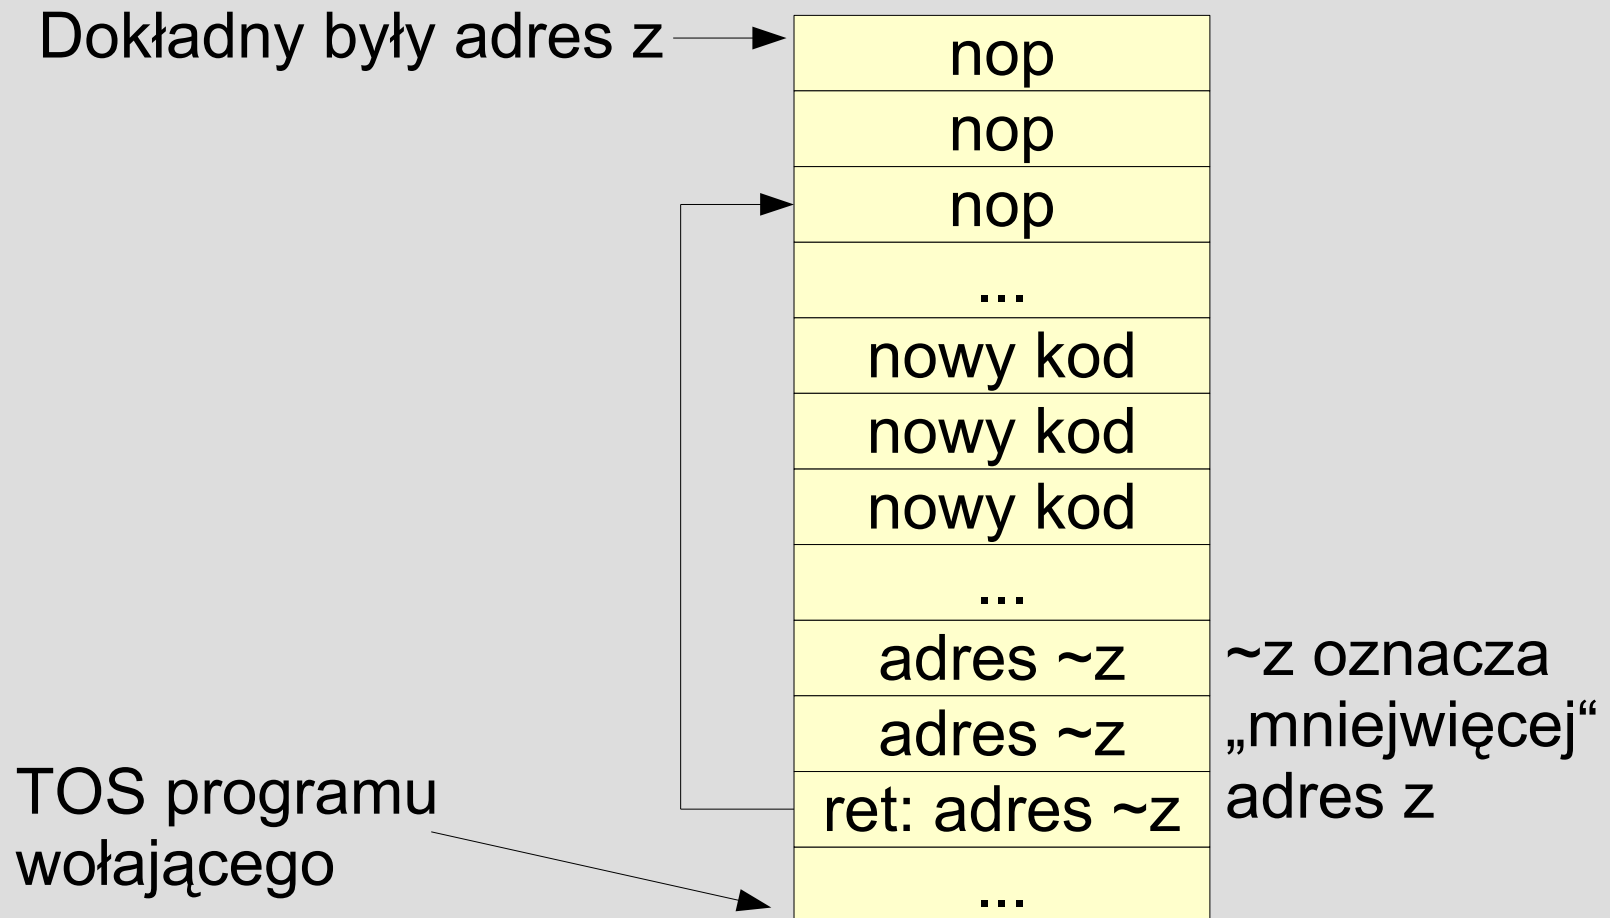 Dokładny były adres z
nop
nop
nop
...
nowy kod
nowy kod
nowy kod
...
adres ~z
adres ~z
ret: adres ~z
...
~z oznacza
„mniejwięcej“
adres z
TOS programu
wołającego